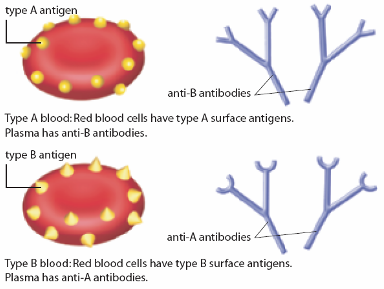 type A antigen
anti-B antibodies
Type A blood: Red blood cells have type A surface antigens.
Plasma has anti-B antibodies.
type B antigen
anti-A antibodies
Type B blood: Red blood cells have type B surface antigens.
Plasma has anti-A antibodies.